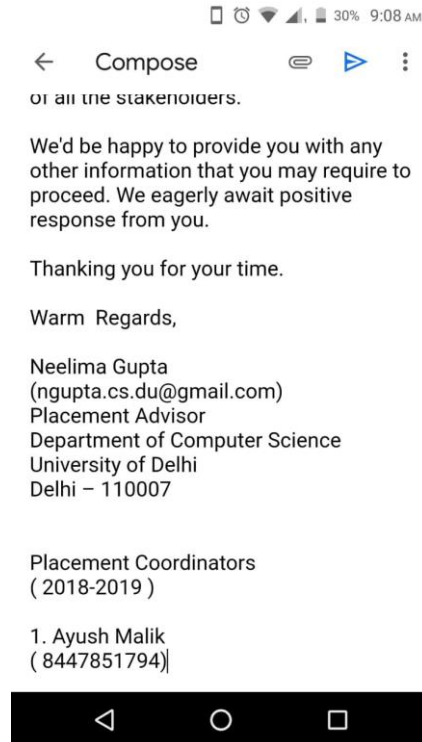 30% 9:08 AM
Compose
of all the stakeholders.
We'd be happy to provide you with any
other information that you may require to
proceed. We eagerly await positive
response from you.
Thanking you for your time.
Warm Regards,
Neelima Gupta
(ngupta.cs.du@gmail.com)
Placement Advisor
Department of Computer Science
University of Delhi
Delhi – 110007
Placement Coordinators
( 2018-2019 )
1. Ayush Malik
( 8447851794)